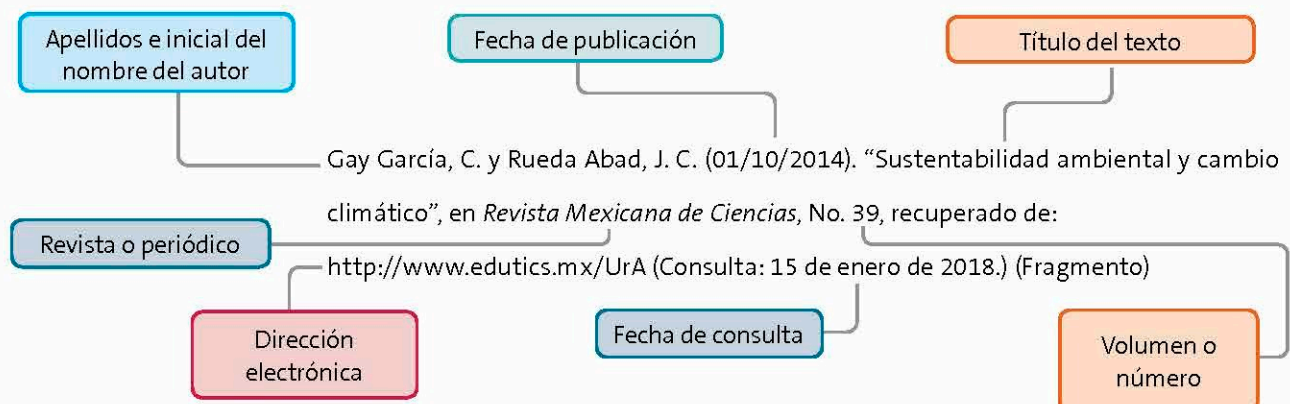 Apellidos e inicial del
nombre del autor
Fecha de publicación
Título del texto
Gay García, C. y Rueda Abad, J. C. (01/10/2014). “Sustentabilidad ambiental y cambio
climático”, en Revista Mexicana de Ciencias, No. 39, recuperado de:
Revista o periódico
http://www.edutics.mx/UrA (Consulta: 15 de enero de 2018.) (Fragmento)
Dirección
electrónica
Fecha de consulta
Volumen o
número